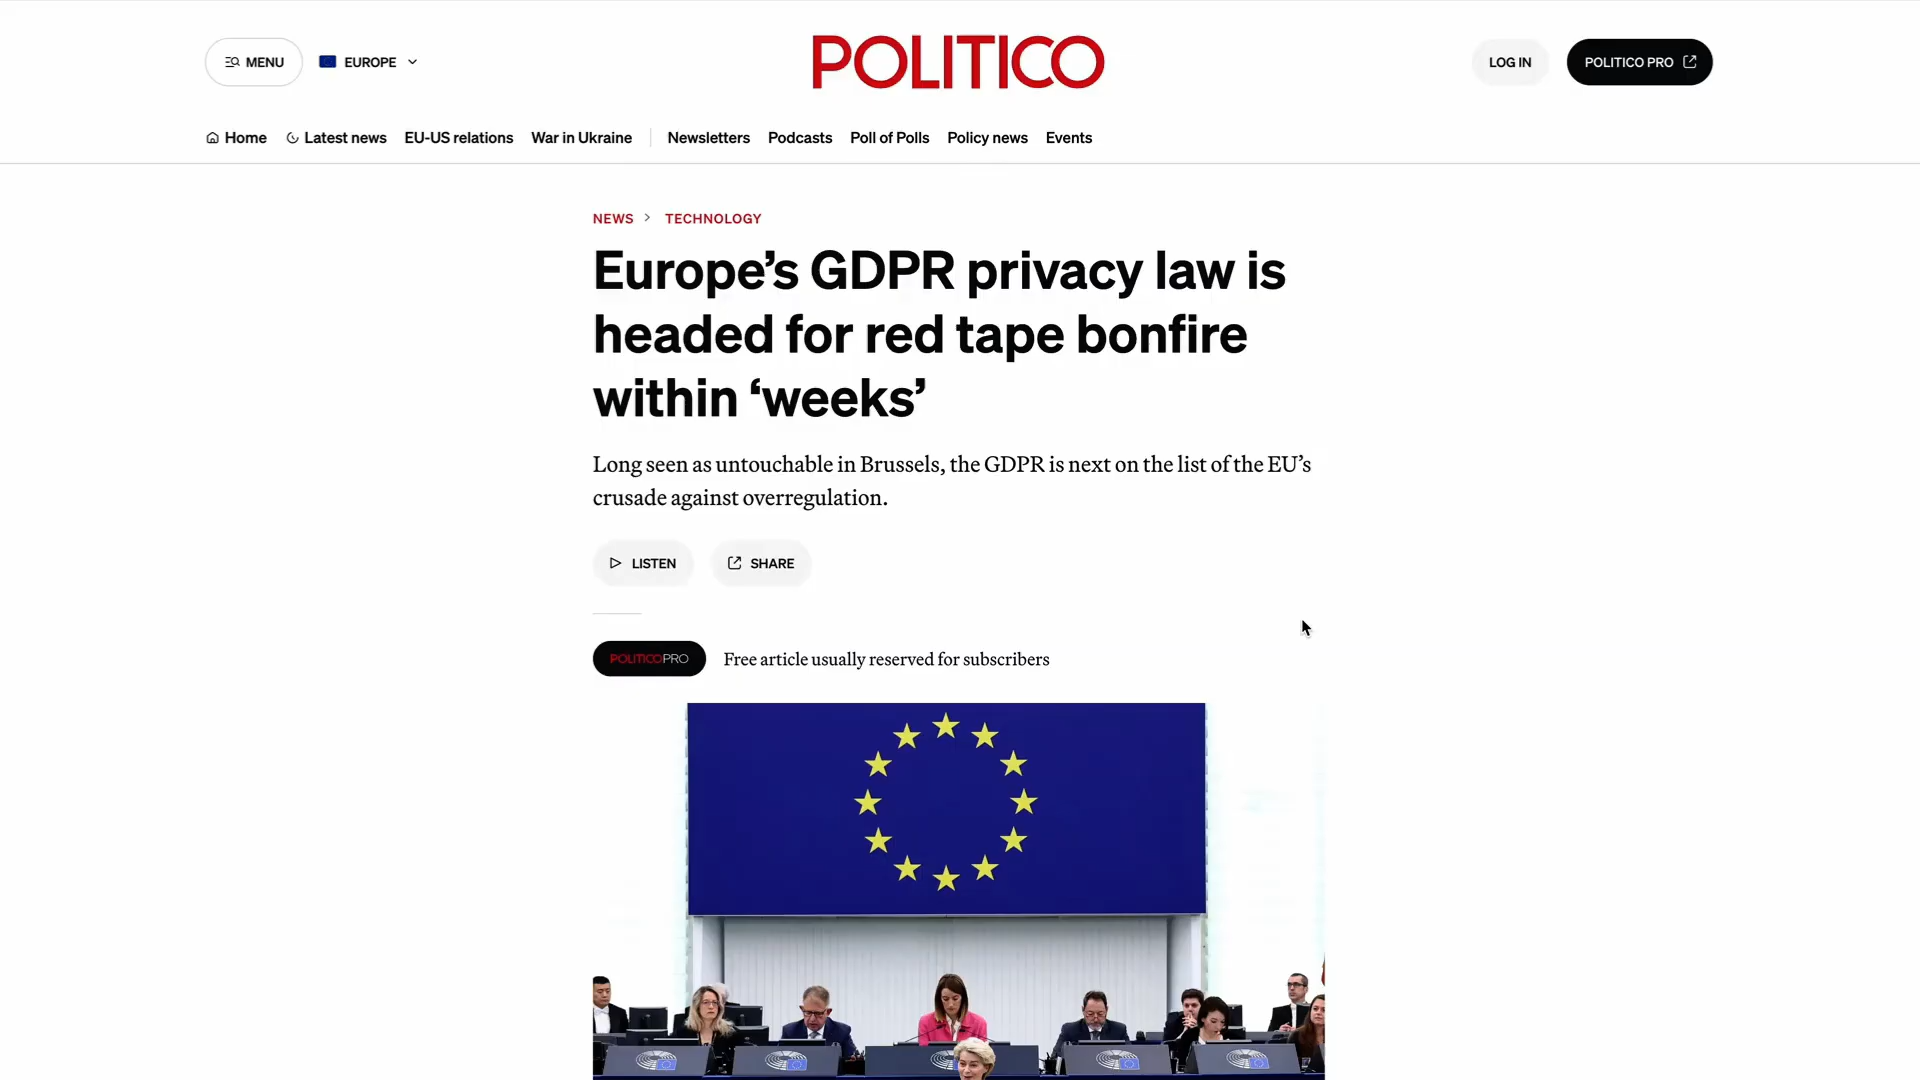 MENU
EUROPE
POLITICO
LOG IN
POLITICO PRO
Home
Latest news
EU-US relations
War in Ukraine
Newsletters
Podcasts
Poll of Polls
Policy news
Events
NEWS
TECHNOLOGY
Europe’s GDPR privacy law is
headed for red tape bonfire
within ‘weeks’
Long seen as untouchable in Brussels, the GDPR is next on the list of the EU’s
crusade against overregulation.
LISTEN
SHARE
POLITICOPRO
Free article usually reserved for subscribers